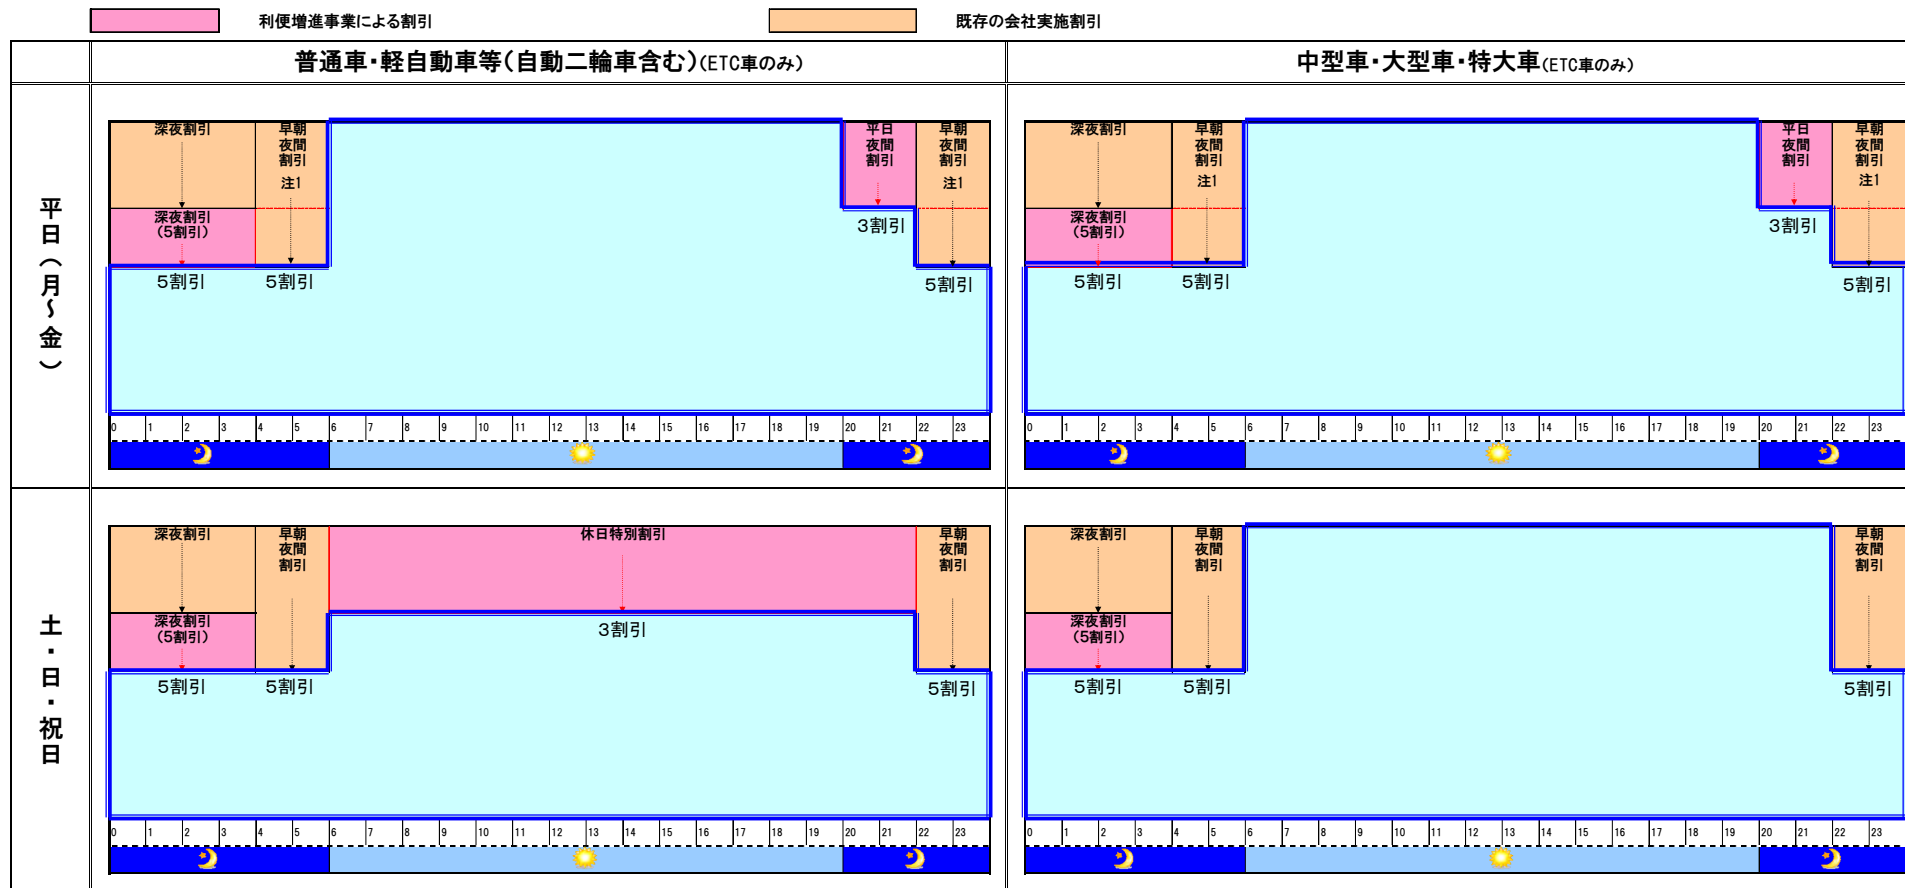 利便増進事業による割引
既存の会社実施割引
普通車・軽自動車等(自動二輪車含む)(ETC車のみ)
中型車・大型車・特大車(ETC車のみ)
平日(月~金)
深夜割引
早朝
夜間
割引
注1
平日
夜間
割引
早朝
夜間
割引
注1
深夜割引
(5割引)
3割引
5割引
5割引
5割引
0 1 2 3 4 5 6 7 8 9 10 11 12 13 14 15 16 17 18 19 20 21 22 23
深夜割引
早朝
夜間
割引
注1
平日
夜間
割引
早朝
夜間
割引
注1
深夜割引
(5割引)
3割引
5割引
5割引
5割引
0 1 2 3 4 5 6 7 8 9 10 11 12 13 14 15 16 17 18 19 20 21 22 23
土・日・祝日
深夜割引
早朝
夜間
割引
休日特別割引
早朝
夜間
割引
深夜割引
(5割引)
3割引
5割引
5割引
5割引
0 1 2 3 4 5 6 7 8 9 10 11 12 13 14 15 16 17 18 19 20 21 22 23
深夜割引
早朝
夜間
割引
早朝
夜間
割引
深夜割引
(5割引)
5割引
5割引
5割引
0 1 2 3 4 5 6 7 8 9 10 11 12 13 14 15 16 17 18 19 20 21 22 23